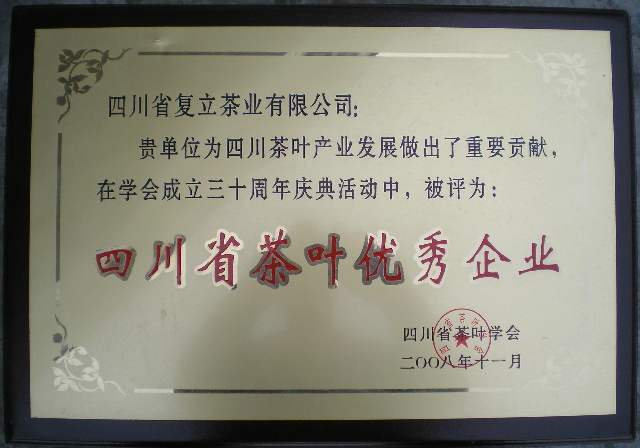 四川省复立茶业有限公司:
贵单位为四川茶叶产业发展做出了重要贡献，
在学会成立三十周年庆典活动中，被评为：
四川省茶叶优秀企业
四川省茶叶学会
二〇〇八年十一月